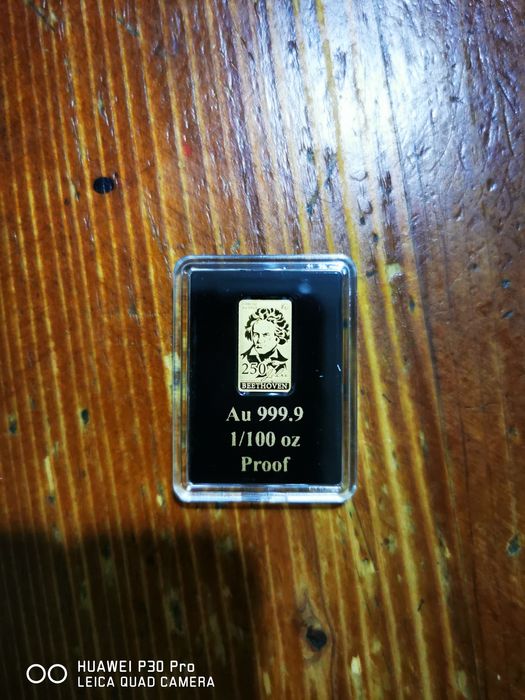 250
BEETHOVEN
Au 999.9
1/100 oz
Proof
HUAWEI P30 Pro
LEICA QUAD CAMERA